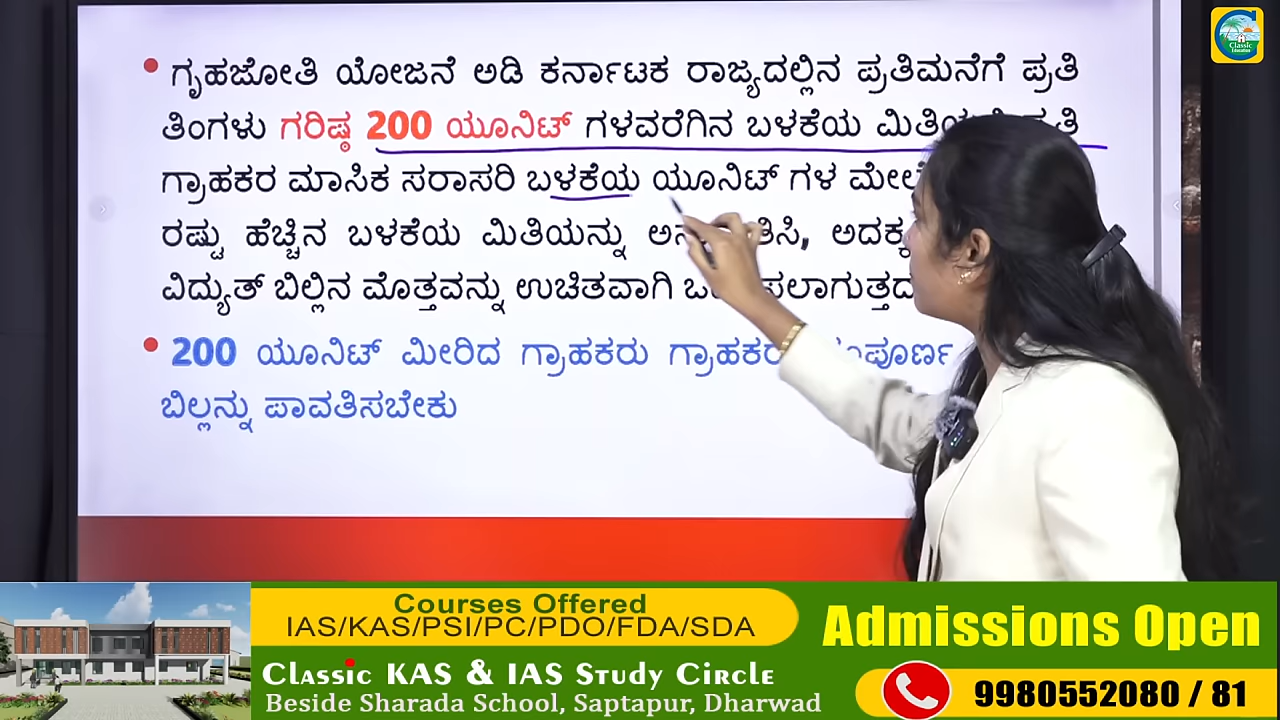 Classic
Education
ಗೃಹಜೋತಿ ಯೋಜನೆ ಅಡಿ ಕರ್ನಾಟಕ ರಾಜ್ಯದಲ್ಲಿನ ಪ್ರತಿಮನೆಗೆ ಪ್ರತಿ
ತಿಂಗಳು ಗರಿಷ್ಠ 200 ಯೂನಿಟ್ ಗಳವರೆಗಿನ ಬಳಕೆಯ
ಗ್ರಾಹಕರ ಮಾಸಿಕ ಸರಾಸರಿ ಬಳಕೆಯ ಯೂನಿಟ್ ಗಳ
ರಷ್ಟು ಹೆಚ್ಚಿನ ಬಳಕೆಯ ಮಿತಿಯನ್ನು
ವಿದ್ಯುತ್ ಬಿಲ್ಲಿನ ಮೊತ್ತವನ್ನು ಉಚಿತವಾಗಿ
200 ಯೂನಿಟ್ ಮೀರಿದ ಗ್ರಾಹಕರು
ಬಿಲ್ಲನ್ನು ಪಾವತಿಸಬೇಕು
Courses Offered
IAS/KAS/PSI/PC/PDO/FDA/SDA
Admissions Open
Classic KAS & IAS Study Circle
Beside Sharada School, Saptapur, Dharwad
9980552080 / 81